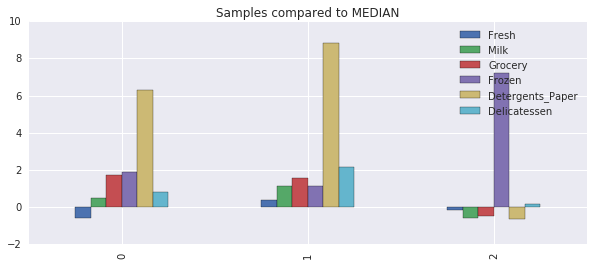 Samples compared to MEDIAN
10
8
6
4
2
0
−2
0
1
2
Fresh
Milk
Grocery
Frozen
Detergents_Paper
Delicatessen